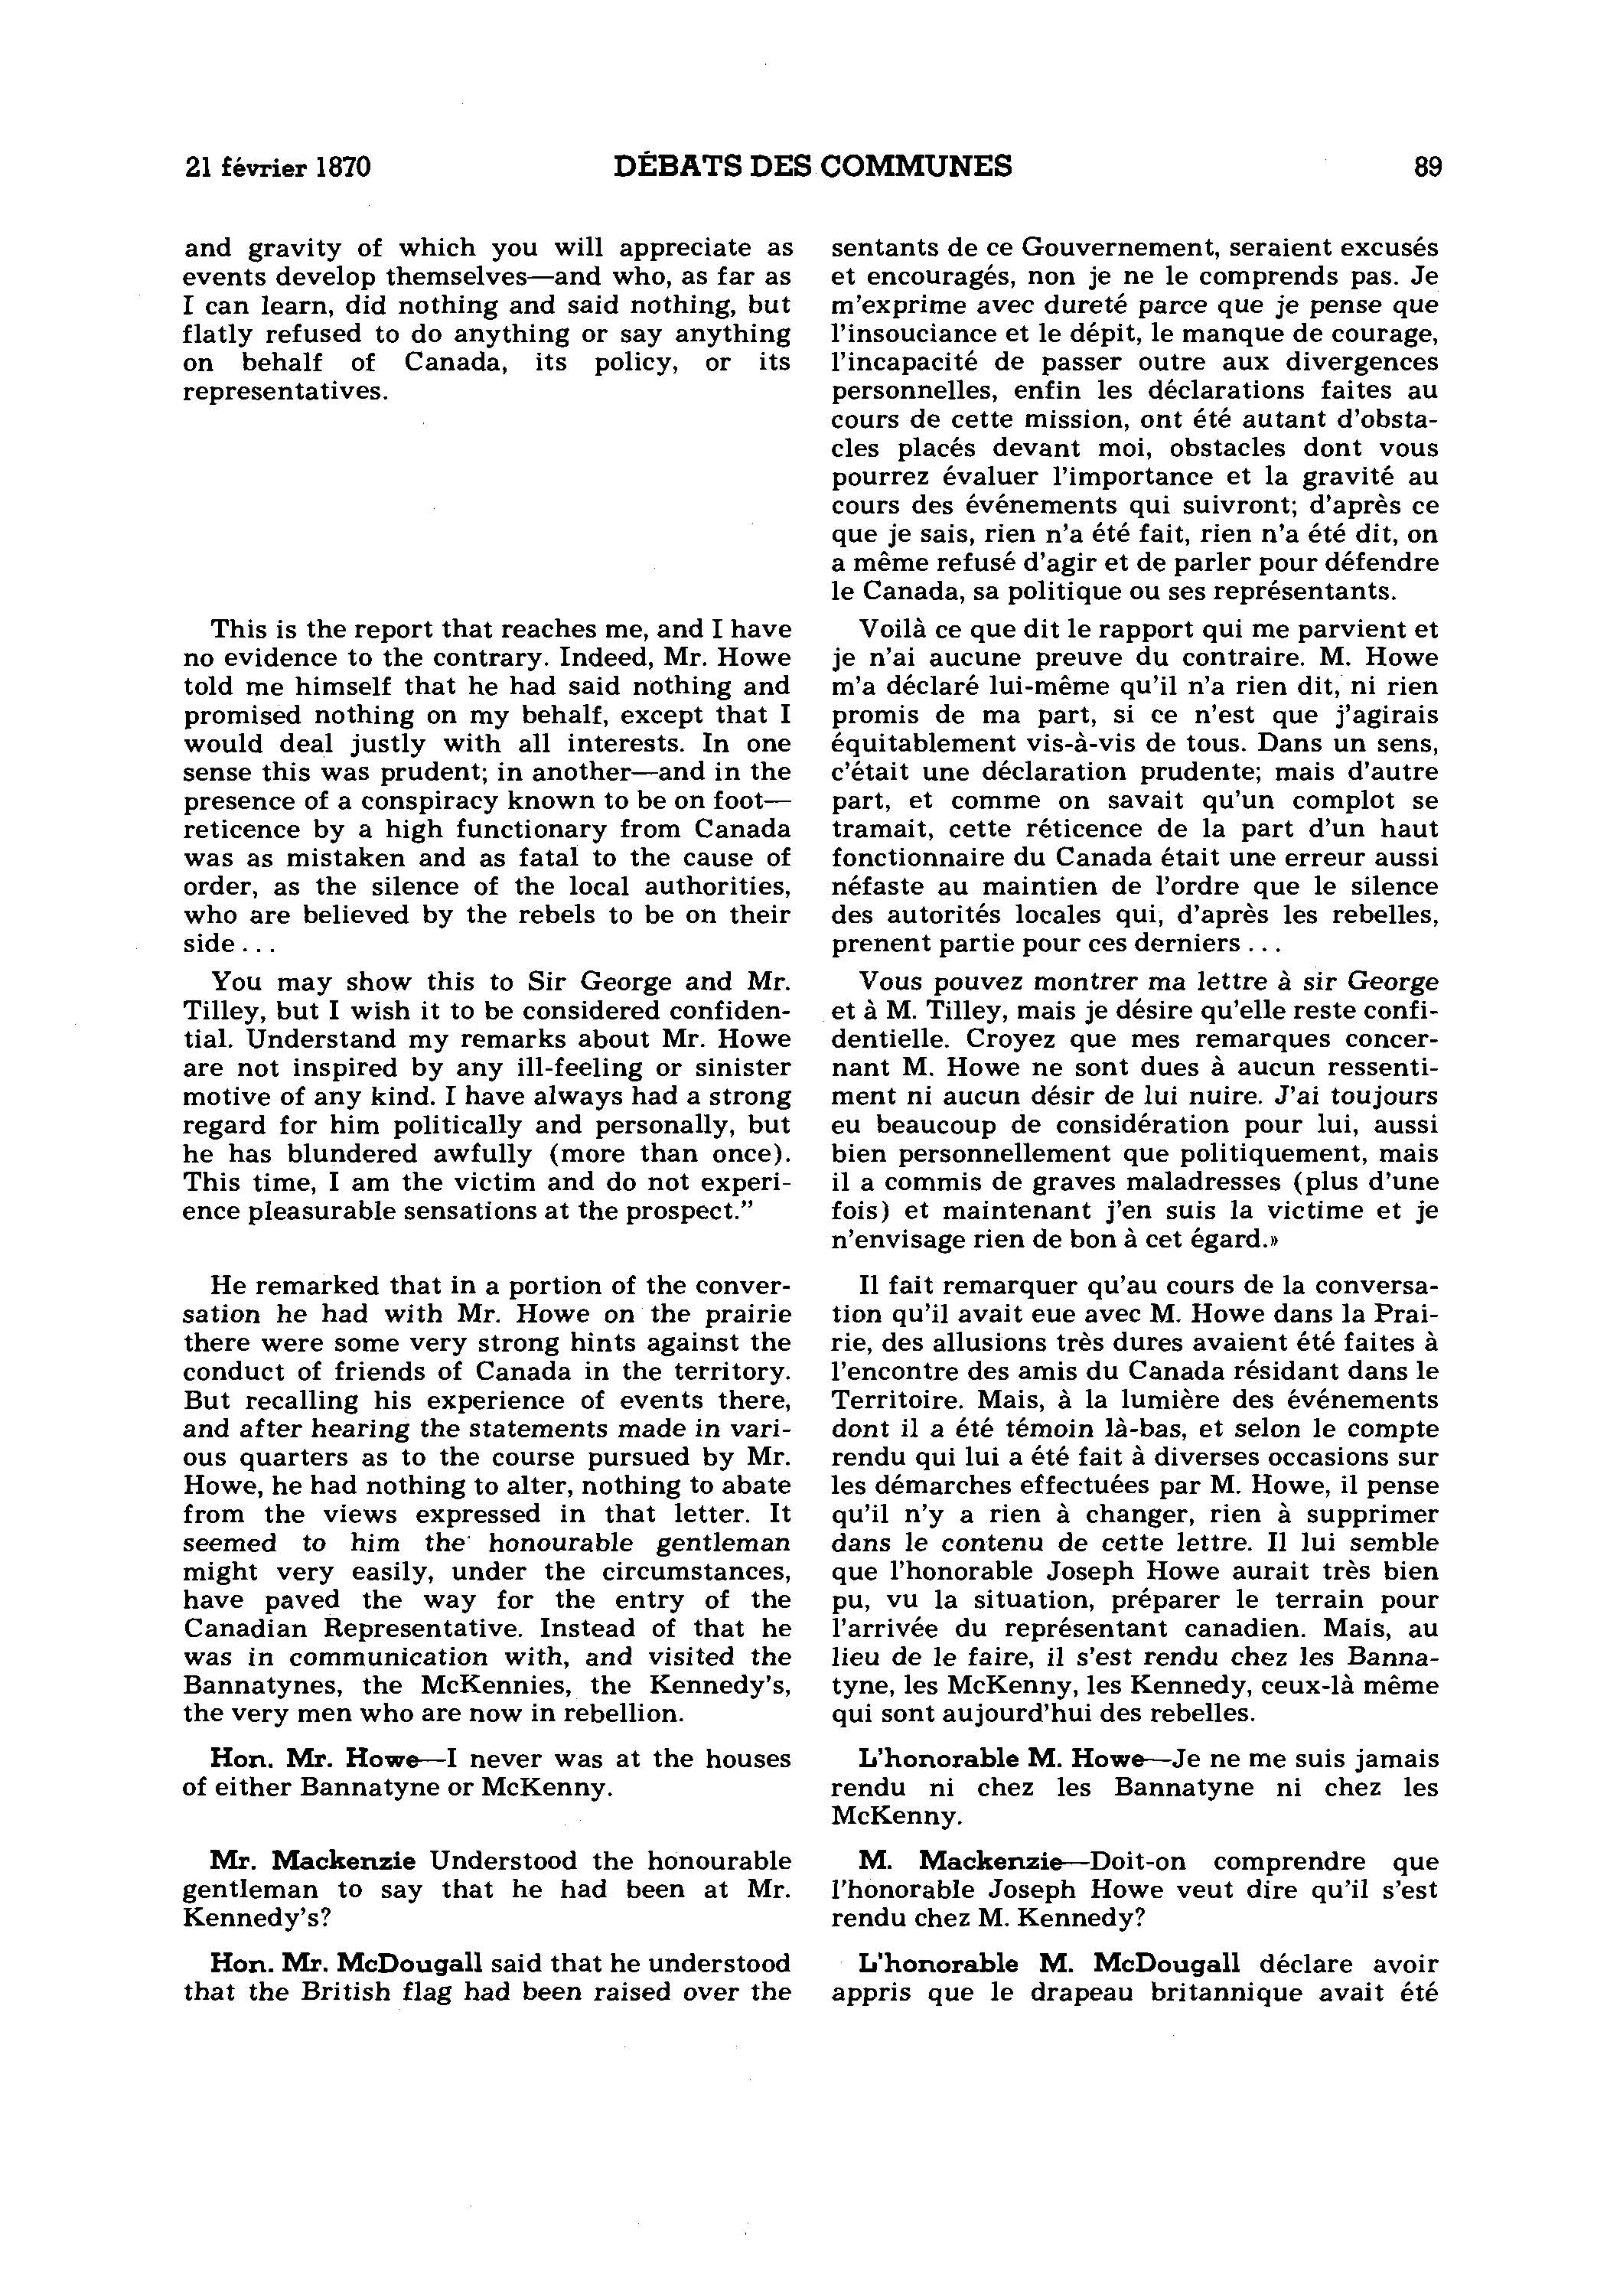 21 février 1870
DÉBATS DES COMMUNES
89
and gravity of which you will appreciate as
events develop themselves—and who, as far as
I can learn, did nothing and said nothing, but
flatly refused to do anything or say anything
on behalf of Canada, its policy, or its
representatives.
This is the report that reaches me, and I have
no evidence to the contrary. Indeed, Mr. Howe
told me himself that he had said nothing and
promised nothing on my behalf, except that I
would deal justly with all interests. In one
sense this was prudent; in another—and in the
presence of a conspiracy known to be on foot—
reticence by a high functionary from Canada
was as mistaken and as fatal to the cause of
order, as the silence of the local authorities,
who are believed by the rebels to be on their
side . . .
You may show this to Sir George and Mr.
Tilley, but I wish it to be considered confiden-
tial. Understand my remarks about Mr. Howe
are not inspired by any ill-feeling or sinister
motive of any kind. I have always had a strong
regard for him politically and personally, but
he has blundered awfully (more than once).
This time, I am the victim and do not experi-
ence pleasurable sensations at the prospect.”
He remarked that in a portion of the conver-
sation he had with Mr. Howe on the prairie
there were some very strong hints against the
conduct of friends of Canada in the territory.
But recalling his experience of events there,
and after hearing the statements made in vari-
ous quarters as to the course pursued by Mr.
Howe, he had nothing to alter, nothing to abate
from the views expressed in that letter. It
seemed to him the honourable gentleman
might very easily, under the circumstances,
have paved the way for the entry of the
Canadian Representative. Instead of that he
was in communication with, and visited the
Bannatynes, the McKennies, the Kennedy's,
the very men who are now in rebellion.
Hon. Mr. Howe—I never was at the houses
of either Bannatyne or McKenny.
Mr. Mackenzie Understood the honourable
gentleman to say that he had been at Mr.
Kennedy's?
Hon. Mr. McDougall said that he understood
that the British flag had been raised over the
sentants de ce Gouvernement, seraient excusés
et encouragés, non je ne le comprends pas. Je
m'exprime avec dureté parce que je pense que
l'insouciance et le dépit, le manque de courage,
l'incapacité de passer outre aux divergences
personnelles, enfin les déclarations faites au
cours de cette mission, ont été autant d'obsta-
cles placés devant moi, obstacles dont vous
pourrez évaluer l'importance et la gravité au
cours des événements qui suivront; d'après ce
que je sais, rien n'a été fait, rien n'a été dit, on
a même refusé d'agir et de parler pour défendre
le Canada, sa politique ou ses représentants.
Voilà ce que dit le rapport qui me parvient et
je n'ai aucune preuve du contraire. M. Howe
m'a déclaré lui-même qu'il n'a rien dit, ni rien
promis de ma part, si ce n'est que j'agirais
équitablement vis-à-vis de tous. Dans un sens,
c'était une déclaration prudente; mais d'autre
part, et comme on savait qu'un complot se
tramait, cette réticence de la part d'un haut
fonctionnaire du Canada était une erreur aussi
néfaste au maintien de l'ordre que le silence
des autorités locales qui, d'après les rebelles,
prenent partie pour ces derniers . . .
Vous pouvez montrer ma lettre à sir George
et à M. Tilley, mais je désire qu'elle reste confi-
dentielle. Croyez que mes remarques concer-
nant M. Howe ne sont dues à aucun ressenti-
ment ni aucun désir de lui nuire. J'ai toujours
eu beaucoup de considération pour lui, aussi
bien personnellement que politiquement, mais
il a commis de graves maladresses (plus d'une
fois) et maintenant j'en suis la victime et je
n'envisage rien de bon à cet égard.»
Il fait remarquer qu'au cours de la conversa-
tion qu'il avait eue avec M. Howe dans la Prai-
rie, des allusions très dures avaient été faites à
l'encontre des amis du Canada résidant dans le
Territoire. Mais, à la lumière des événements
dont il a été témoin là-bas, et selon le compte
rendu qui lui a été fait à diverses occasions sur
les démarches effectuées par M. Howe, il pense
qu'il n'y a rien à changer, rien à supprimer
dans le contenu de cette lettre. Il lui semble
que l'honorable Joseph Howe aurait très bien
pu, vu la situation, préparer le terrain pour
l'arrivée du représentant canadien. Mais, au
lieu de le faire, il s'est rendu chez les Banna-
tyne, les McKenny, les Kennedy, ceux-là même
qui sont aujourd'hui des rebelles.
L'honorable M. Howe—Je ne me suis jamais
rendu ni chez les Bannatyne ni chez les
McKenny.
M. Mackenzie—Doit-on comprendre que
l'honorable Joseph Howe veut dire qu'il s'est
rendu chez M. Kennedy?
L'honorable M. McDougall déclare avoir
appris que le drapeau britannique avait été